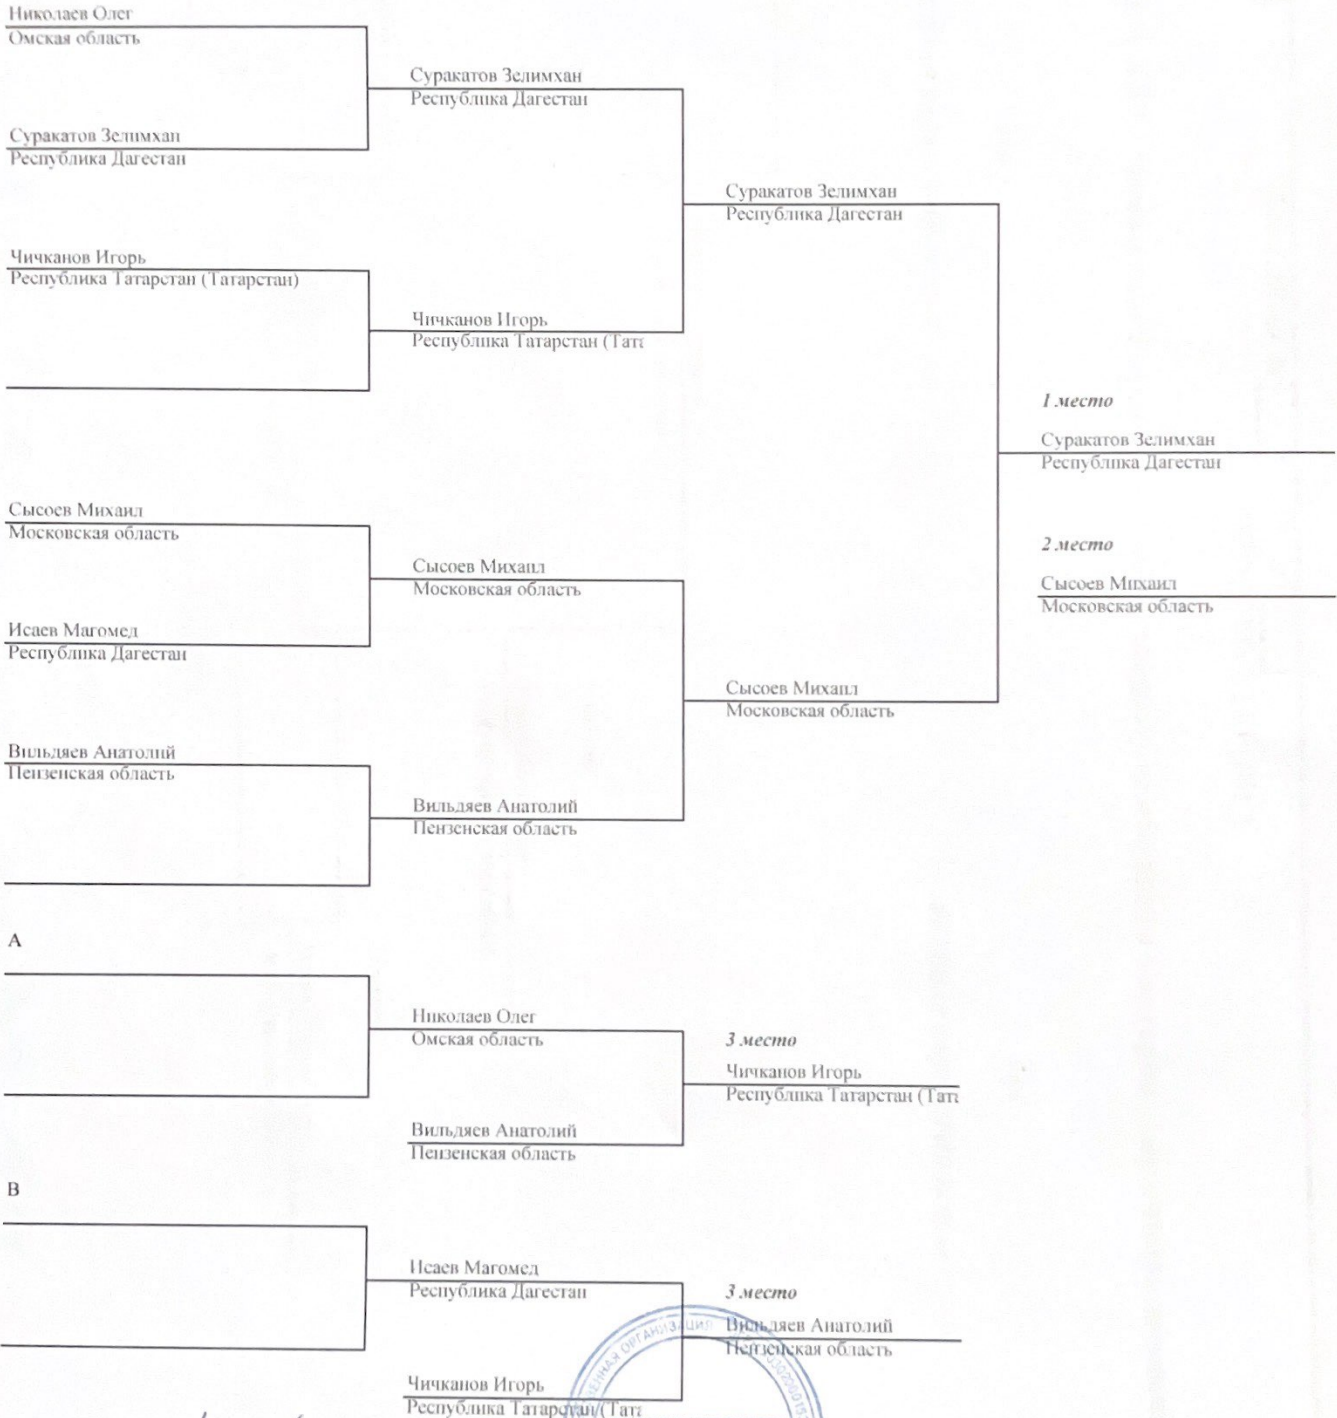 Николаев Олег
Омская область
Суракатов Зелимхан
Республика Дагестан
Суракатов Зелимхан
Республика Дагестан
Суракатов Зелимхан
Республика Дагестан
Чичканов Игорь
Республика Татарстан (Татарстан)
Чичканов Игорь
Республика Татарстан (Тата
1 место
Суракатов Зелимхан
Республика Дагестан
Сысоев Михаил
Московская область
2 место
Сысоев Михаил
Московская область
Сысоев Михаил
Московская область
Исаев Магомед
Республика Дагестан
Сысоев Михаил
Московская область
Вильдяев Анатолий
Пензенская область
Вильдяев Анатолий
Пензенская область
А
Николаев Олег
Омская область
3 место
Чичканов Игорь
Республика Татарстан (Тата
Вильдяев Анатолий
Пензенская область
В
Исаев Магомед
Республика Дагестан
3 место
Вильдяев Анатолий
Пензенская область
Чичканов Игорь
Республика Татарстан (Тата
ОРГАНИЗАЦИЯ